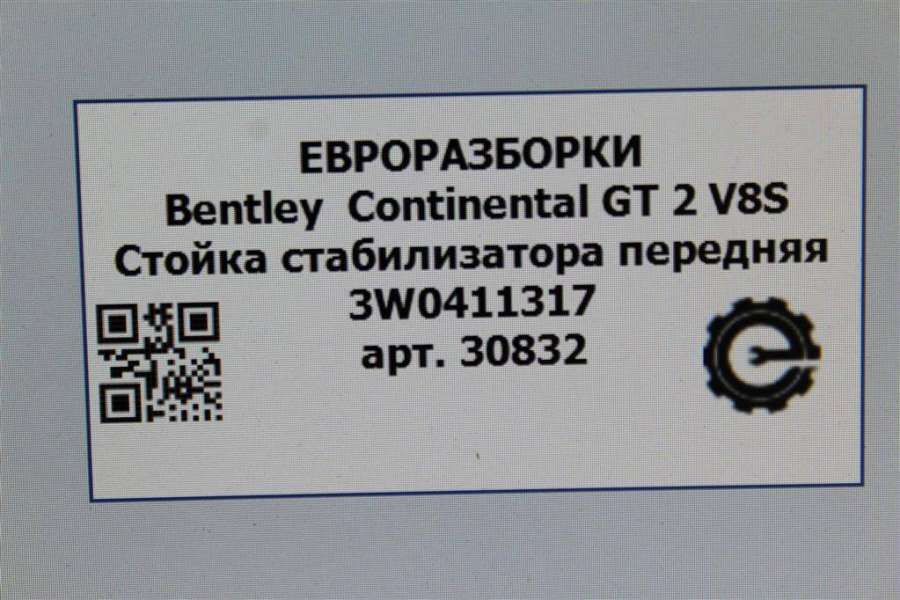 ЕВРОРАЗБОРКИ
Bentley Continental GT 2 V8S
Стойка стабилизатора передняя
3W0411317
арт. 30832